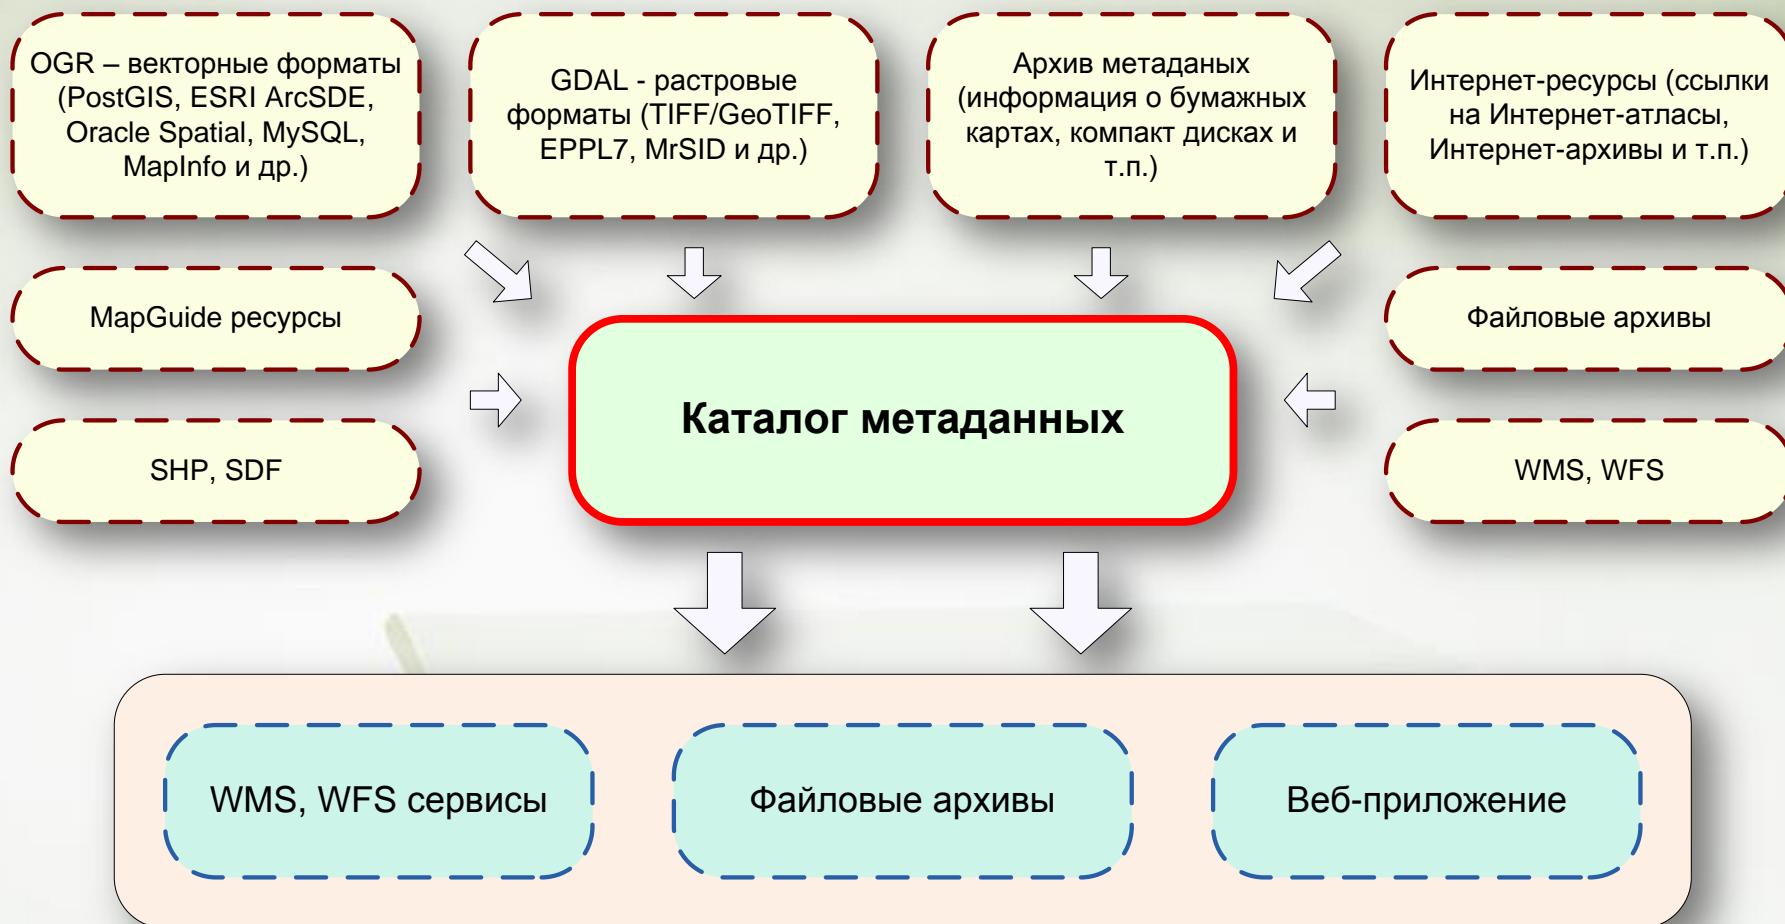 OGR – векторные форматы
(PostGIS, ESRI ArcSDE,
Oracle Spatial, MySQL,
MapInfo и др.)
GDAL - растровые
форматы (TIFF/GeoTIFF,
EPPL7, MrSID и др.)
Архив метаданых
(информация о бумажных
картах, компакт дисках и
т.п.)
Интернет-ресурсы (ссылки
на Интернет-атласы,
Интернет-архивы и т.п.)
MapGuide ресурсы
Файловые архивы
Каталог метаданных
SHP, SDF
WMS, WFS
WMS, WFS сервисы
Файловые архивы
Веб-приложение